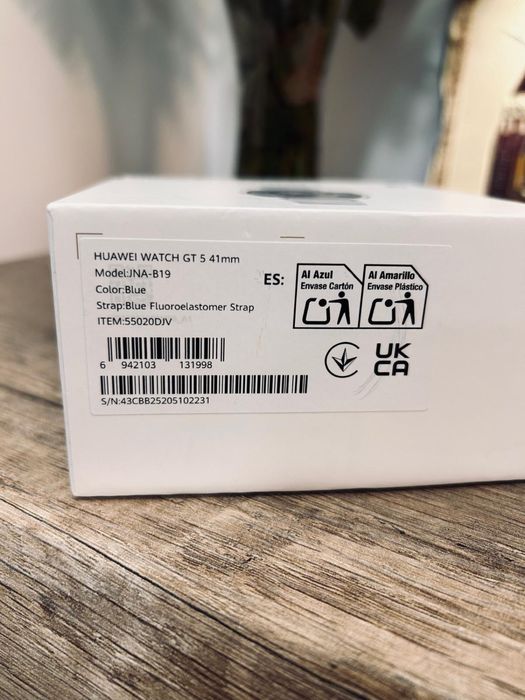 HUAWEI WATCH GT 5 41mm
Model:JNA-B19
Color:Blue
Strap:Blue Fluoroelastomer Strap
ITEM:55020DJV
6 942103 131998
S/N:43CBB25205102231
ES:
Al Azul
Envase Cartón
Al Amarillo
Envase Plástico
UK
CA